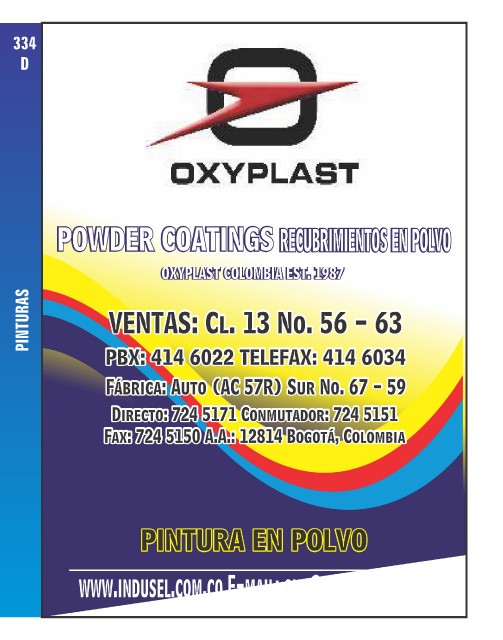 334
D
PINTURAS
OXYPLAST
POWDER COATINGS RECUBRIMIENTOS EN POLVO
OXYPLAST COLOMBIA EST. 1987
VENTAS: CL. 13 NO. 56 - 63
PBX: 414 6022 TELEFAX: 414 6034
FÁBRICA: AUTO (AC 57R) SUR NO. 67 - 59
DIRECTO: 724 5171 CONMUTADOR: 724 5151
FAX: 724 5150 A.A.: 12814 BOGOTÁ, COLOMBIA
PINTURA EN POLVO
WWW.INDUSEL.COM.CO